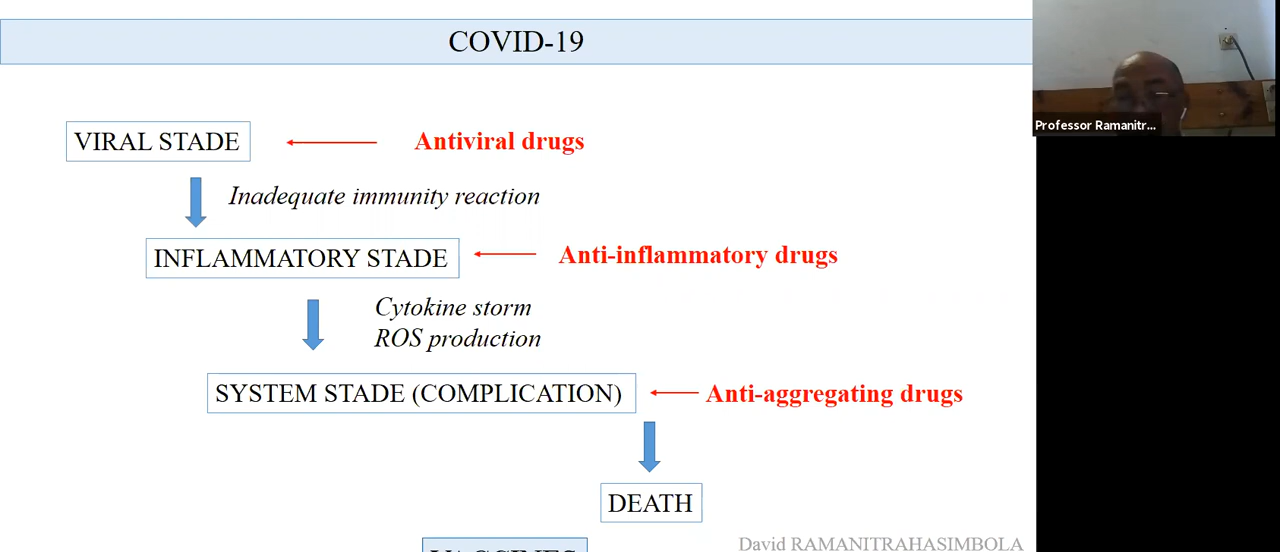 COVID-19
Professor Ramanitr...
VIRAL STADE
Antiviral drugs
Inadequate immunity reaction
INFLAMMATORY STADE
Anti-inflammatory drugs
Cytokine storm
ROS production
SYSTEM STADE (COMPLICATION)
Anti-aggregating drugs
DEATH
VACCINES
David RAMANITRAHASIMBOLA